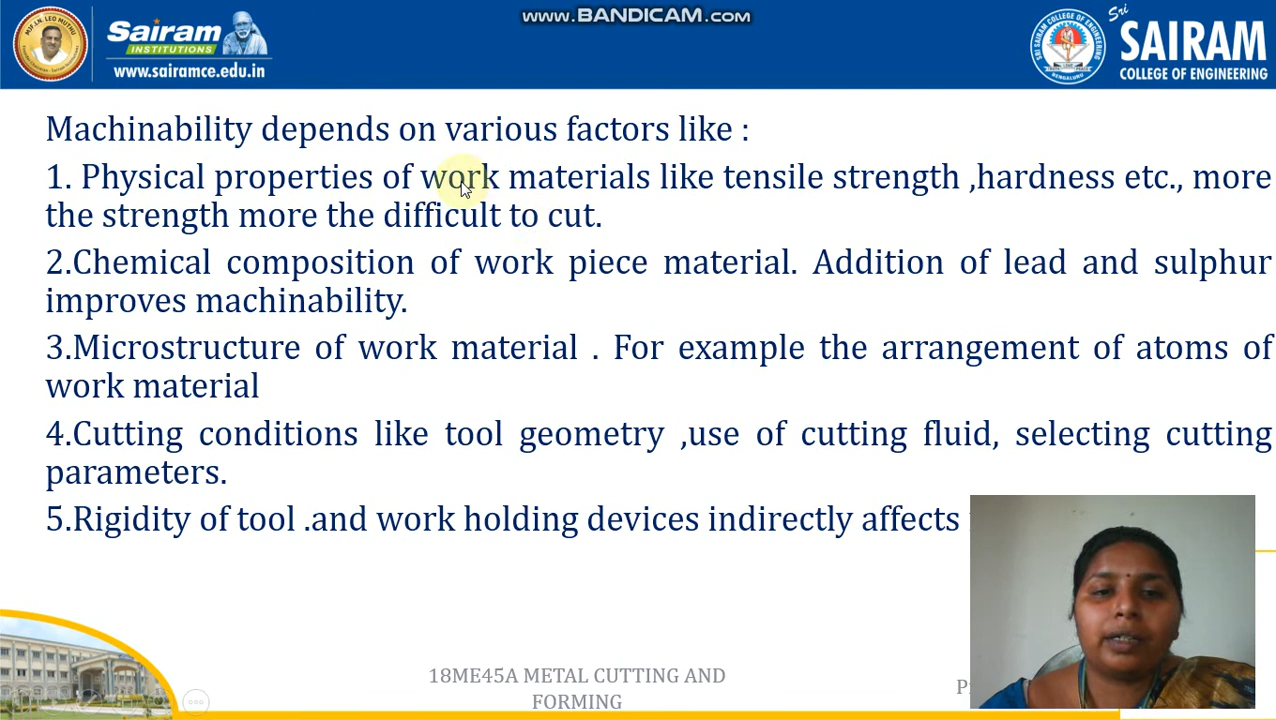 www.BANDICAM.com
Sairam
INSTITUTIONS
www.sairamce.edu.in
Sri
SAIRAM
COLLEGE OF ENGINEERING
Machinability depends on various factors like :
1. Physical properties of work materials like tensile strength ,hardness etc., more
the strength more the difficult to cut.
2.Chemical composition of work piece material. Addition of lead and sulphur
improves machinability.
3.Microstructure of work material . For example the arrangement of atoms of
work material
4.Cutting conditions like tool geometry ,use of cutting fluid, selecting cutting
parameters.
5.Rigidity of tool .and work holding devices indirectly affects
18ME45A METAL CUTTING AND
FORMING